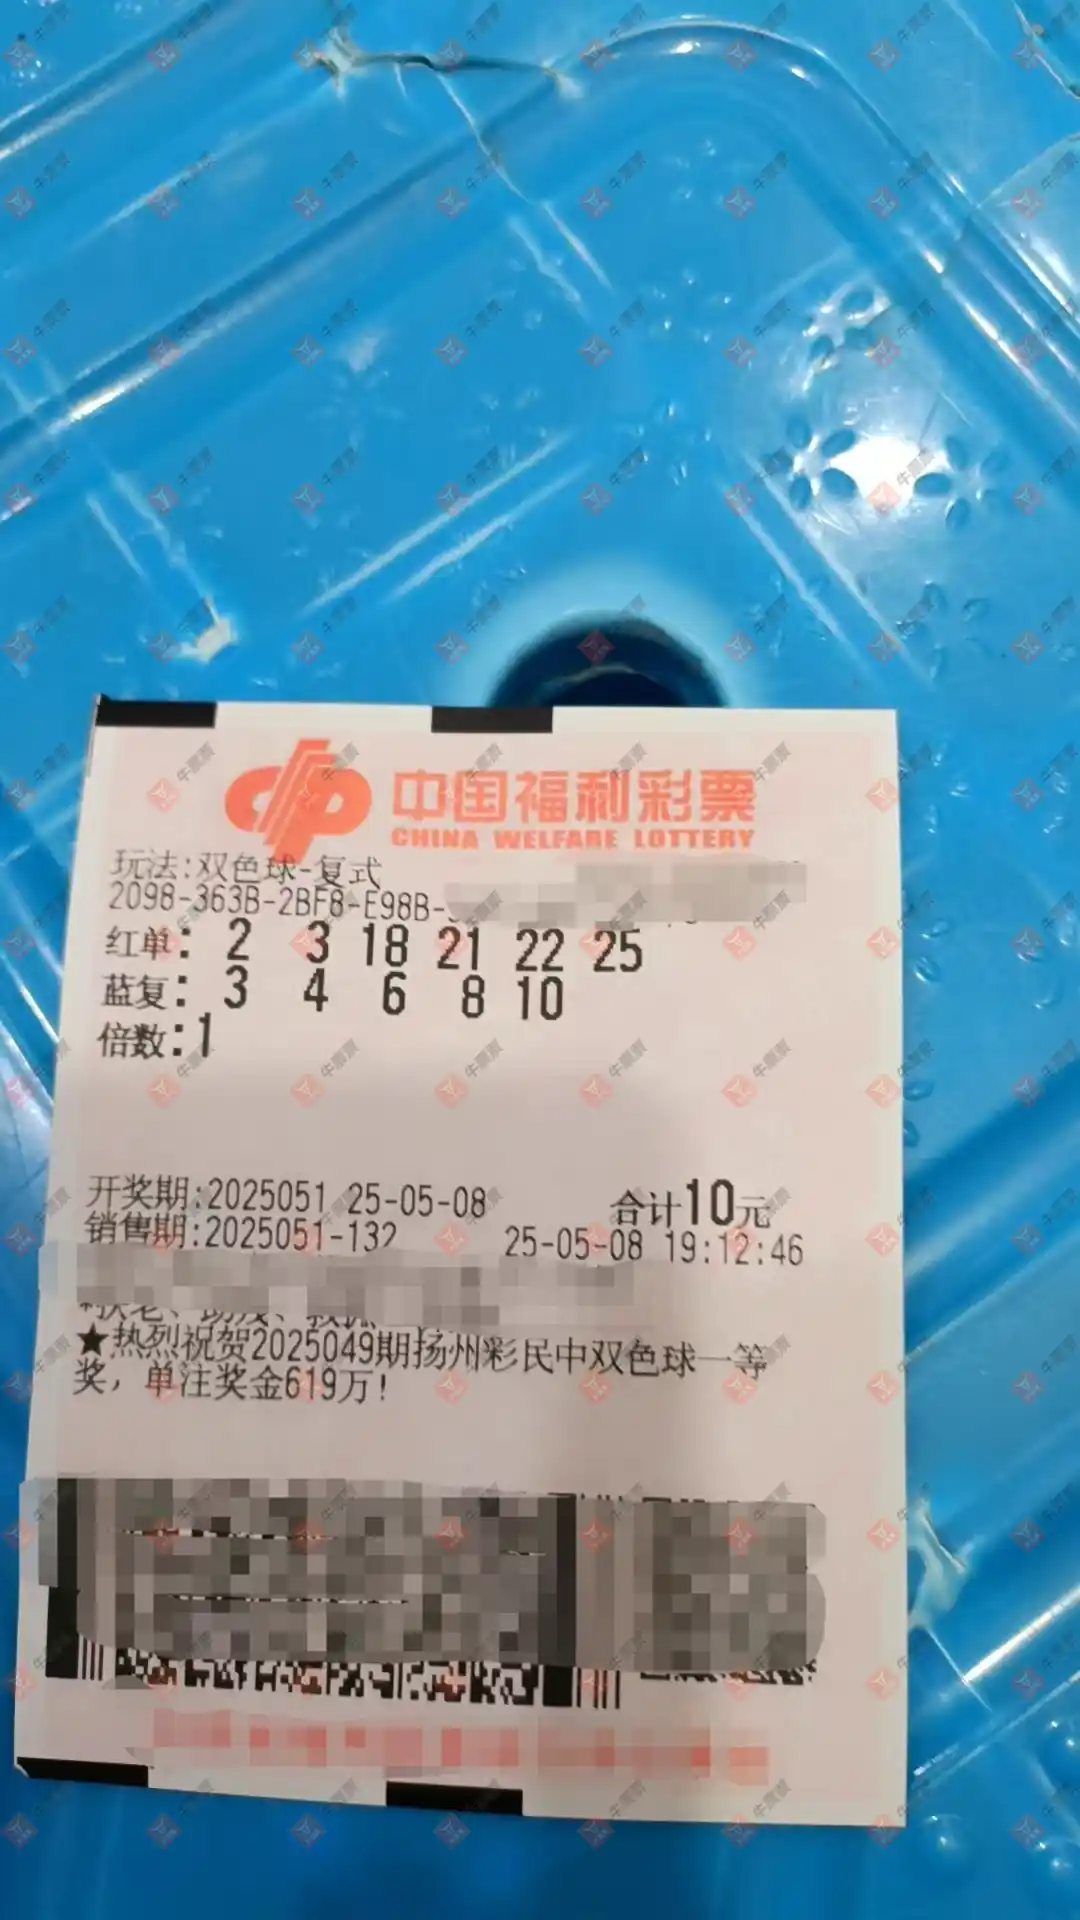 中国福利彩票
CHINA WELFARE LOTTERY
玩法:双色球-复式
2098-363B-2BF8-E98B-
红单: 2 3 18 21 22 25
蓝复: 3 4 6 8 10
倍数:1
开奖期:2025051 25-05-08 合计10元
销售期:2025051-132 25-05-08 19:12:46
★热烈祝贺2025049期扬州彩民中双色球一等
奖，单注奖金619万!